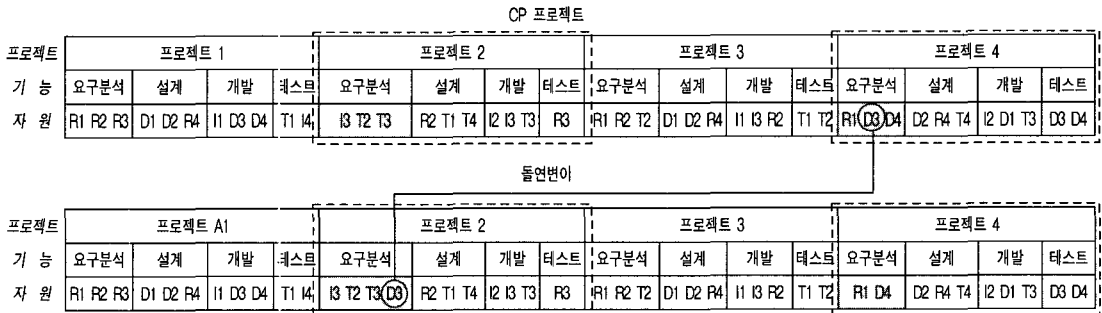 CP 프로젝트
프로젝트 프로젝트 1 프로젝트 2 프로젝트 3 프로젝트 4
기 능 요구분석 설계 개발 테스트 요구분석 설계 개발 테스트 요구분석 설계 개발 테스트 요구분석 설계 개발 테스트
자 원 R1 R2 R3 D1 D2 R4 I1 D3 D4 T1 I4 I3 T2 T3 R2 T1 T4 I2 I3 T3 R3 R1 R2 T2 D1 D2 R4 I1 I3 R2 T1 T2 R1 D3 D4 D2 R4 T4 I2 D1 T3 D3 D4
돌연변이
프로젝트 프로젝트 A1 프로젝트 2 프로젝트 3 프로젝트 4
기 능 요구분석 설계 개발 테스트 요구분석 설계 개발 테스트 요구분석 설계 개발 테스트 요구분석 설계 개발 테스트
자 원 R1 R2 R3 D1 D2 R4 I1 D3 D4 T1 I4 I3 T2 T3 D3 R2 T1 T4 I2 I3 T3 R3 R1 R2 T2 D1 D2 R4 I1 I3 R2 T1 T2 R1 D4 D2 R4 T4 I2 D1 T3 D3 D4